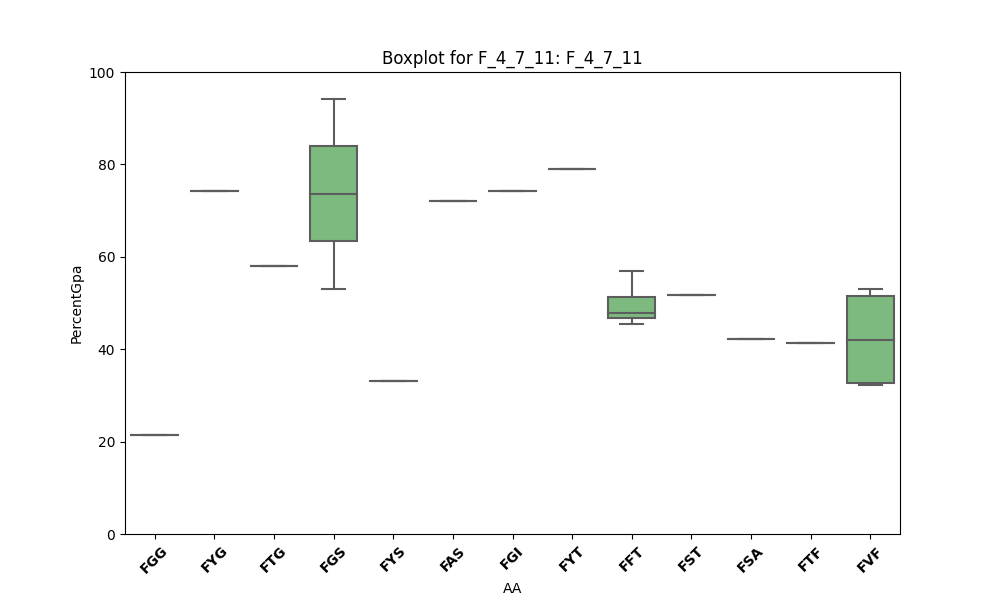 Boxplot for F_4_7_11: F_4_7_11
100
80
60
40
20
0
PercentGpa
FGG FYG FTG FGS FYS FAS FGI FYT FFT FST FSA FTF FVF
AA